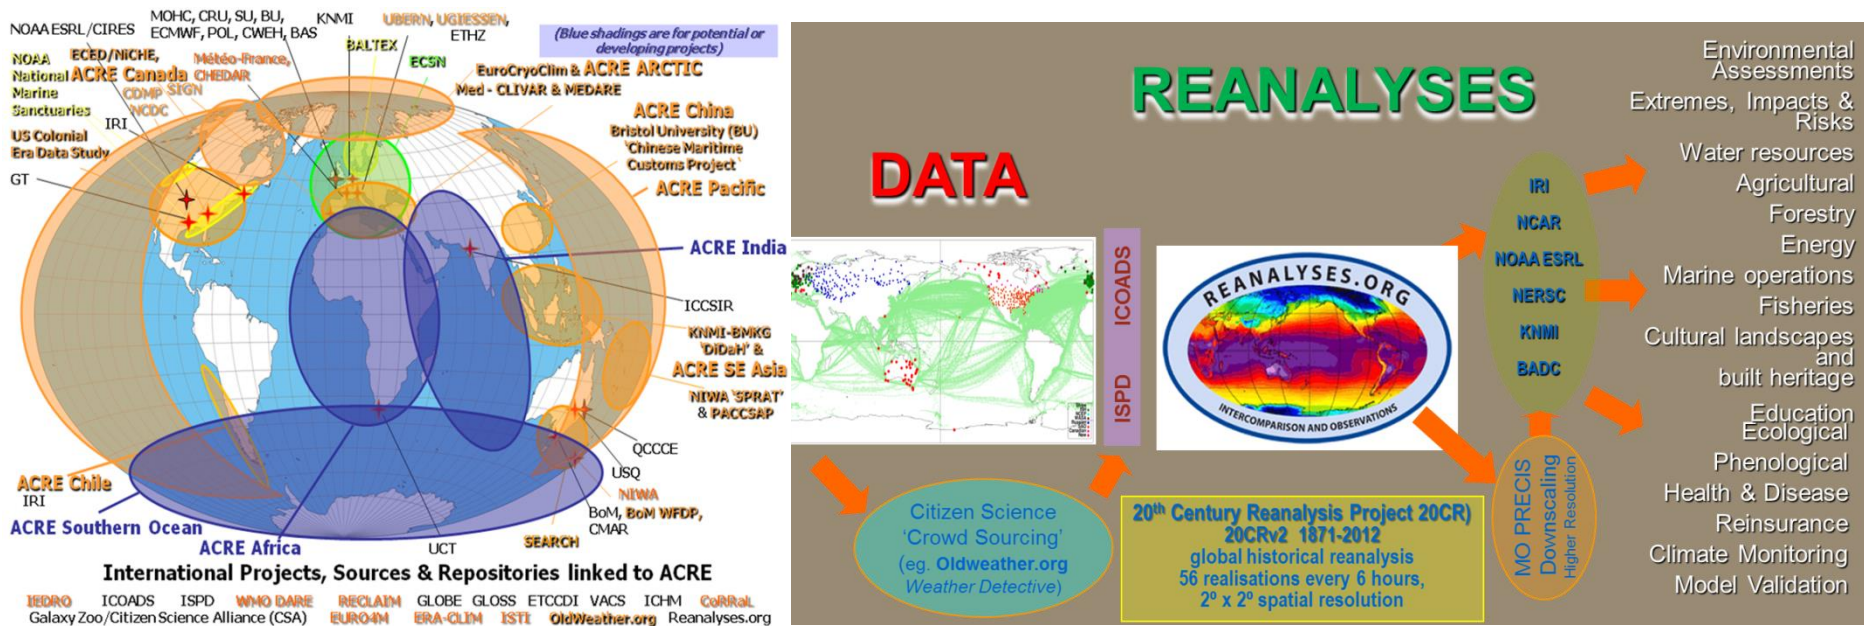 NOAA ESRL/CIRES
MOHC, CRU, SU, BU,
ECMWF, POL, CWEH, BAS
KNMI
UBERN, UGIESSEN,
ETHZ
(Blue shadings are for potential or
developing projects)
BALTEX
ECSN
NOAA
National
Marine
Sanctuaries
ECED/NiCHE,
ACRE Canada
CDMP
NCDC
Météo-France,
CHEDAR
SIGN
IRI
US Colonial
Era Data Study
GT
EuroCryoClim & ACRE ARCTIC
Med - CLIVAR & MEDARE
ACRE China
Bristol University (BU)
'Chinese Maritime
Customs Project'
ACRE Pacific
ACRE India
ICCSIR
KNMI-BMKG
'DiDaH' &
ACRE SE Asia
NIWA 'SPRAT'
& PACCSAP
QCCCE
USQ
NIWA
BoM, BoM WFDP,
CMAR
SEARCH
UCT
ACRE Chile
IRI
ACRE Southern Ocean
ACRE Africa
International Projects, Sources & Repositories linked to ACRE
IEDRO ICOADS ISPD WMO DARE RECLAIM GLOBE GLOSS ETCCDI VACS ICHM CoRRaL
Galaxy Zoo/Citizen Science Alliance (CSA) EURO4M ERA-CLIM ISTI OldWeather.org Reanalyses.org
REANALYSES
DATA
ISPD ICOADS
REANALYSES.ORG
INTERCOMPARISON AND OBSERVATIONS
Citizen Science
'Crowd Sourcing'
(eg. Oldweather.org
Weather Detective)
20th Century Reanalysis Project 20CR)
20CRv2 1871-2012
global historical reanalysis
56 realisations every 6 hours,
2º x 2º spatial resolution
IRI
NCAR
NOAA ESRL
NERSC
KNMI
BADC
MO PRECIS
Downscaling
Higher Resolution
Environmental
Assessments
Extremes, Impacts &
Risks
Water resources
Agricultural
Forestry
Energy
Marine operations
Fisheries
Cultural landscapes
and
built heritage
Education
Ecological
Phenological
Health & Disease
Reinsurance
Climate Monitoring
Model Validation